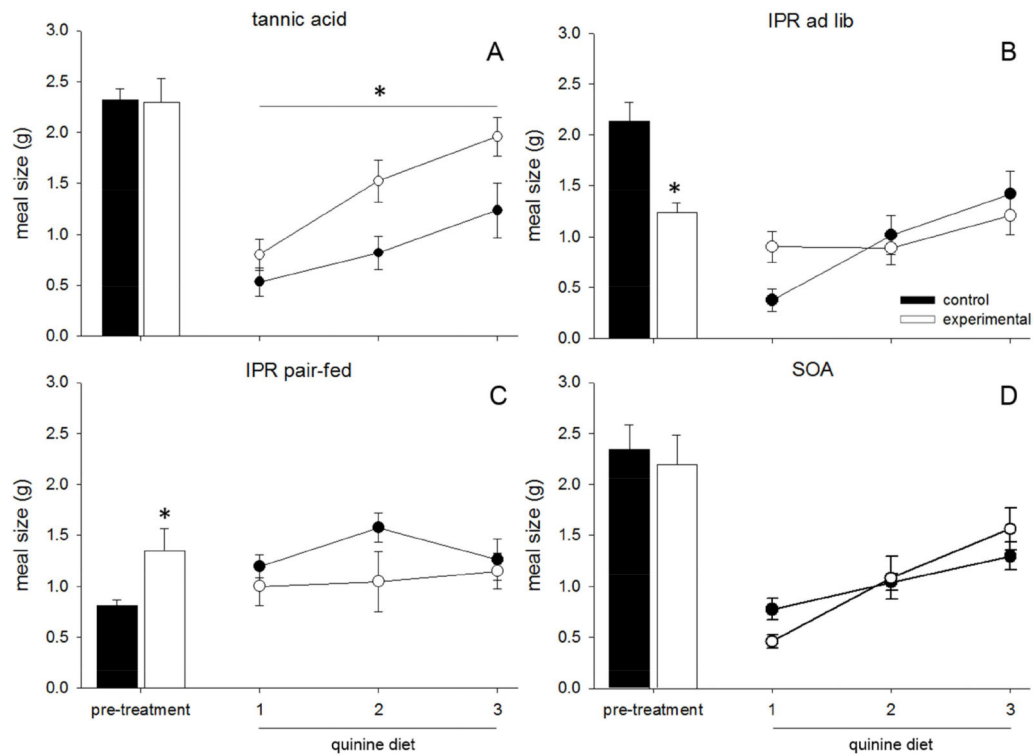 tannic acid
A
meal size (g)
3.0
2.5
2.0
1.5
1.0
0.5
0.0
*
IPR ad lib
B
meal size (g)
3.0
2.5
2.0
1.5
1.0
0.5
0.0
*
control
experimental
IPR pair-fed
C
meal size (g)
3.0
2.5
2.0
1.5
1.0
0.5
0.0
*
pre-treatment 1 2 3
quinine diet
SOA
D
meal size (g)
3.0
2.5
2.0
1.5
1.0
0.5
0.0
pre-treatment 1 2 3
quinine diet